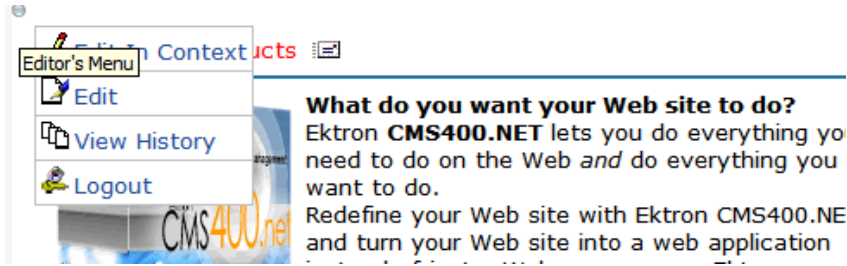 Edit In Context ucts
Editor's Menu
Edit
View History
Logout
management
CMS400.net
What do you want your Web site to do?
Ektron CMS400.NET lets you do everything you
need to do on the Web and do everything you
want to do.
Redefine your Web site with Ektron CMS400.NE
and turn your Web site into a web application